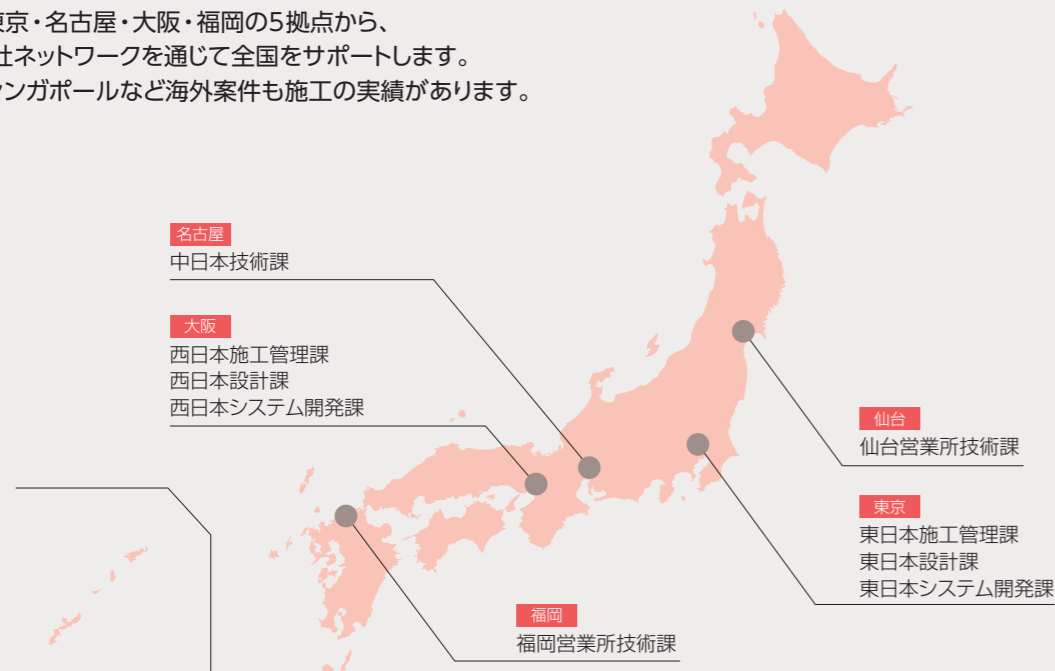 東京・名古屋・大阪・福岡の5拠点から、
社ネットワークを通じて全国をサポートします。
シンガポールなど海外案件も施工の実績があります。
名古屋
中日本技術課
大阪
西日本施工管理課
西日本設計課
西日本システム開発課
仙台
仙台営業所技術課
東京
東日本施工管理課
東日本設計課
東日本システム開発課
福岡
福岡営業所技術課